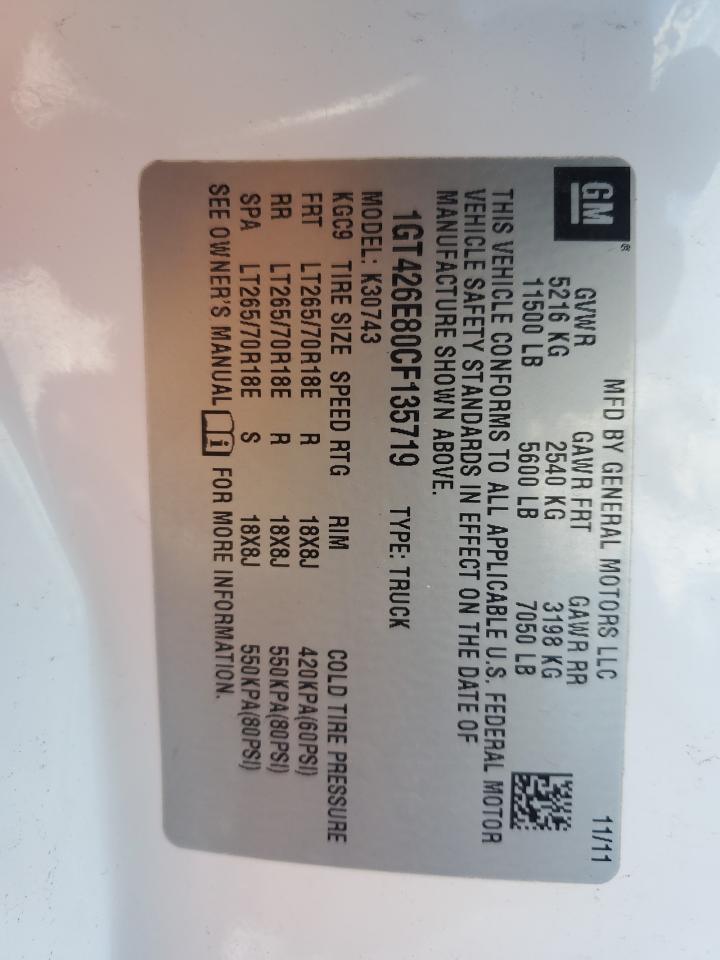 GM®
MFD BY GENERAL MOTORS LLC 11/11
GVWR GAWR FRT GAWR RR
5216 KG 2540 KG 3198 KG
11500 LB 5600 LB 7050 LB
THIS VEHICLE CONFORMS TO ALL APPLICABLE U.S. FEDERAL MOTOR
VEHICLE SAFETY STANDARDS IN EFFECT ON THE DATE OF
MANUFACTURE SHOWN ABOVE.
1GT426E80CF135719 TYPE: TRUCK
MODEL: K30743
KGC9 TIRE SIZE SPEED RTG RIM COLD TIRE PRESSURE
FRT LT265/70R18E R 18X8J 420KPA(60PSI)
RR LT265/70R18E R 18X8J 550KPA(80PSI)
SPA LT265/70R18E S 18X8J 550KPA(80PSI)
SEE OWNER'S MANUAL i FOR MORE INFORMATION.